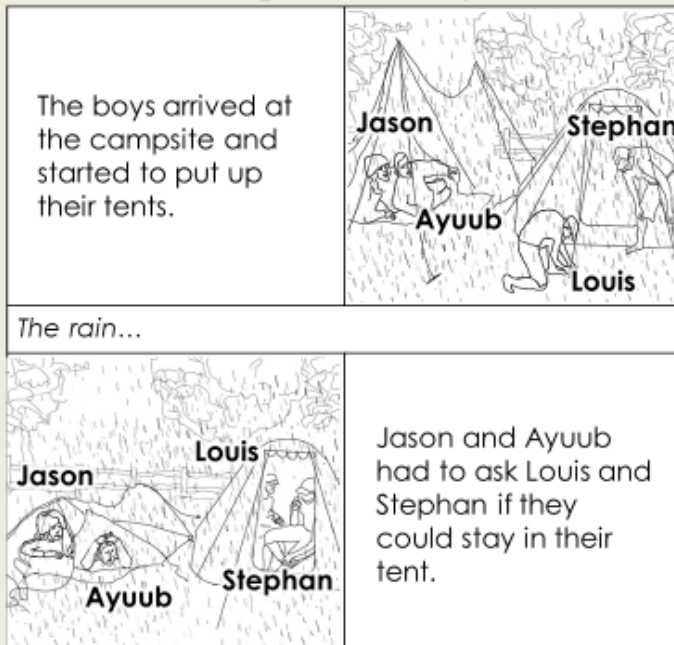 The boys arrived at
the campsite and
started to put up
their tents.
Jason
Stephan
Ayuub
Louis
The rain...
Louis
Jason
Stephan
Ayuub
Jason and Ayuub
had to ask Louis and
Stephan if they
could stay in their
tent.